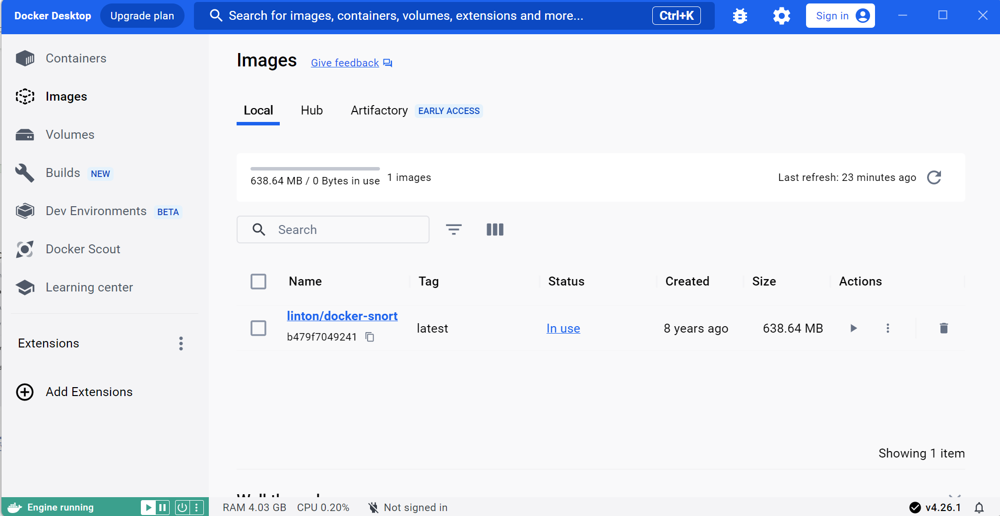 Docker Desktop
Upgrade plan
Search for images, containers, volumes, extensions and more...
Ctrl+K
Sign in
Containers
Images
Volumes
Builds NEW
Dev Environments BETA
Docker Scout
Learning center
Extensions
Add Extensions
Images
Give feedback
Local
Hub
Artifactory EARLY ACCESS
638.64 MB / 0 Bytes in use
1 images
Last refresh: 23 minutes ago
Search
Name Tag Status Created Size Actions
linton/docker-snort
b479f7049241
latest
In use
8 years ago
638.64 MB
Showing 1 item
Engine running
RAM 4.03 GB CPU 0.20%
Not signed in
v4.26.1